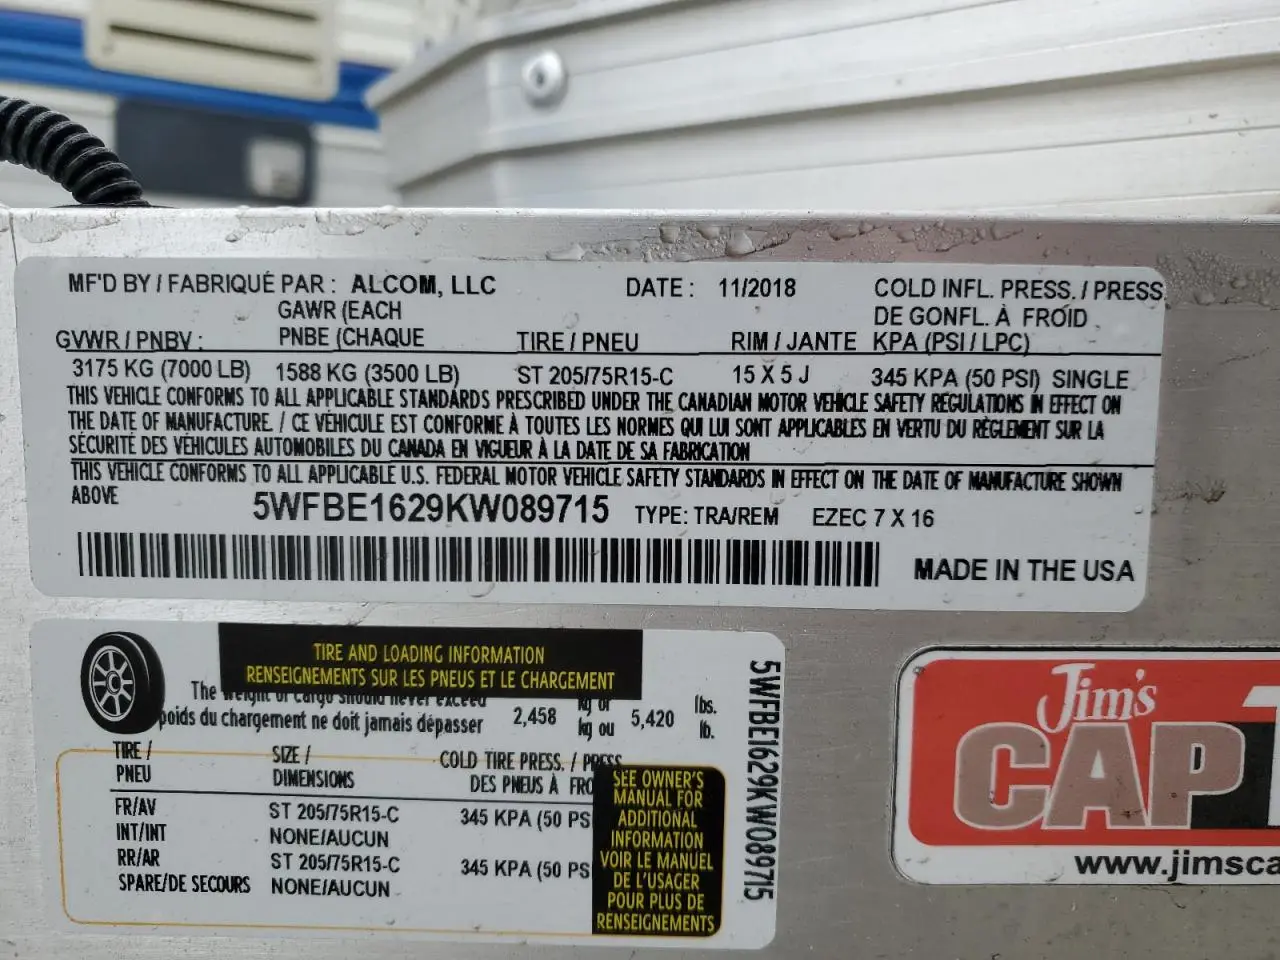 MF'D BY / FABRIQUÉ PAR : ALCOM, LLC DATE : 11/2018 COLD INFL. PRESS. / PRESS.
GAWR (EACH DE GONFL. À FROID
GVWR / PNBV : PNBE (CHAQUE TIRE / PNEU RIM / JANTE KPA (PSI / LPC)
3175 KG (7000 LB) 1588 KG (3500 LB) ST 205/75R15-C 15 X 5 J 345 KPA (50 PSI) SINGLE
THIS VEHICLE CONFORMS TO ALL APPLICABLE STANDARDS PRESCRIBED UNDER THE CANADIAN MOTOR VEHICLE SAFETY REGULATIONS IN EFFECT ON
THE DATE OF MANUFACTURE. / CE VÉHICULE EST CONFORME À TOUTES LES NORMES QUI LUI SONT APPLICABLES EN VERTU DU RÈGLEMENT SUR LA
SÉCURITÉ DES VÉHICULES AUTOMOBILES DU CANADA EN VIGUEUR À LA DATE DE SA FABRICATION
THIS VEHICLE CONFORMS TO ALL APPLICABLE U.S. FEDERAL MOTOR VEHICLE SAFETY STANDARDS IN EFFECT ON THE DATE OF MANUFACTURE SHOWN
ABOVE 5WFBE1629KW089715 TYPE: TRA/REM EZEC 7 X 16
MADE IN THE USA
TIRE AND LOADING INFORMATION
RENSEIGNEMENTS SUR LES PNEUS ET LE CHARGEMENT
The weight of cargo should never exceed kg or lbs.
poids du chargement ne doit jamais dépasser 2,458 kg ou 5,420 lb.
TIRE / SIZE / COLD TIRE PRESS. / PRESS.
PNEU DIMENSIONS DES PNEUS À FRO
FR/AV ST 205/75R15-C 345 KPA (50 PS
INT/INT NONE/AUCUN
RR/AR ST 205/75R15-C 345 KPA (50 PS
SPARE/DE SECOURS NONE/AUCUN
SEE OWNER'S
MANUAL FOR
ADDITIONAL
INFORMATION
VOIR LE MANUEL
DE L'USAGER
POUR PLUS DE
RENSEIGNEMENTS
5WFBE1629KW089715
Jim's
CAP
www.jimsca